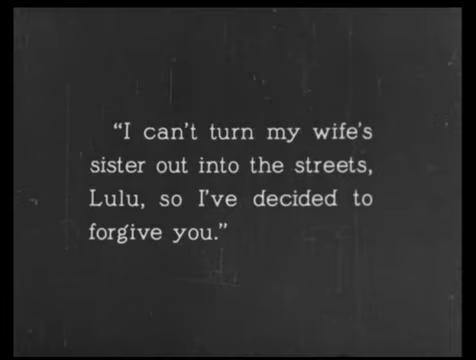 “I can’t turn my wife’s
sister out into the streets,
Lulu, so I’ve decided to
forgive you.”